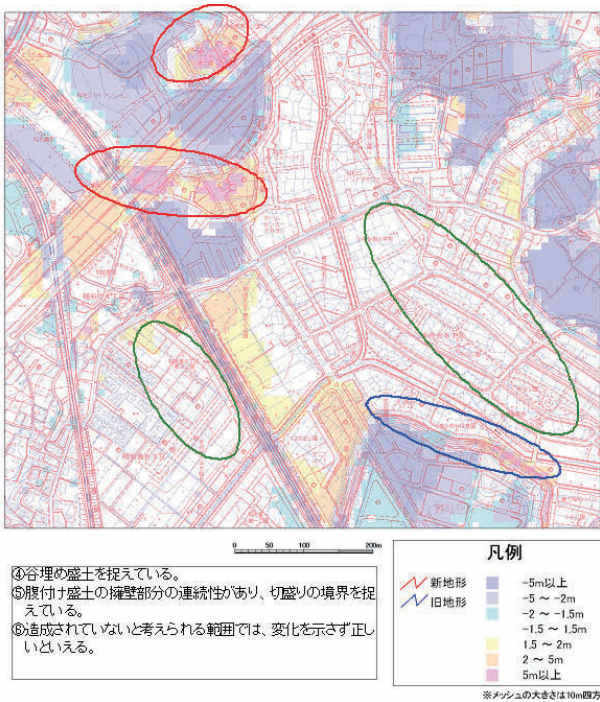 0 50 100 200m
④谷埋め盛土を捉えている。
⑤腹付け盛土の擁壁部分の連続性があり、切盛りの境界を捉
えている。
⑥造成されていないと考えられる範囲では、変化を示さず正し
いといえる。
凡例
新地形
旧地形
-5m以上
-5 ~ -2m
-2 ~ -1.5m
-1.5 ~ 1.5m
1.5 ~ 2m
2 ~ 5m
5m以上
※メッシュの大きさは10m四方